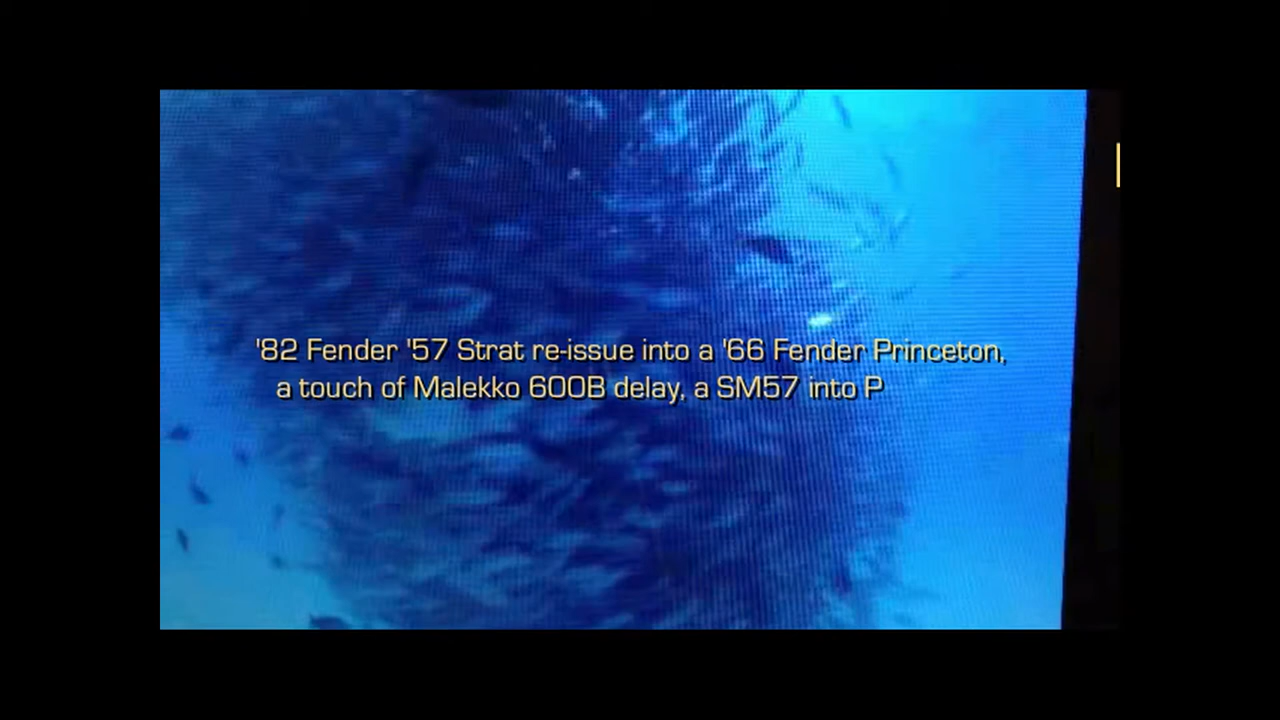 '82 Fender '57 Strat re-issue into a '66 Fender Princeton,
a touch of Malekko 600B delay, a SM57 into P